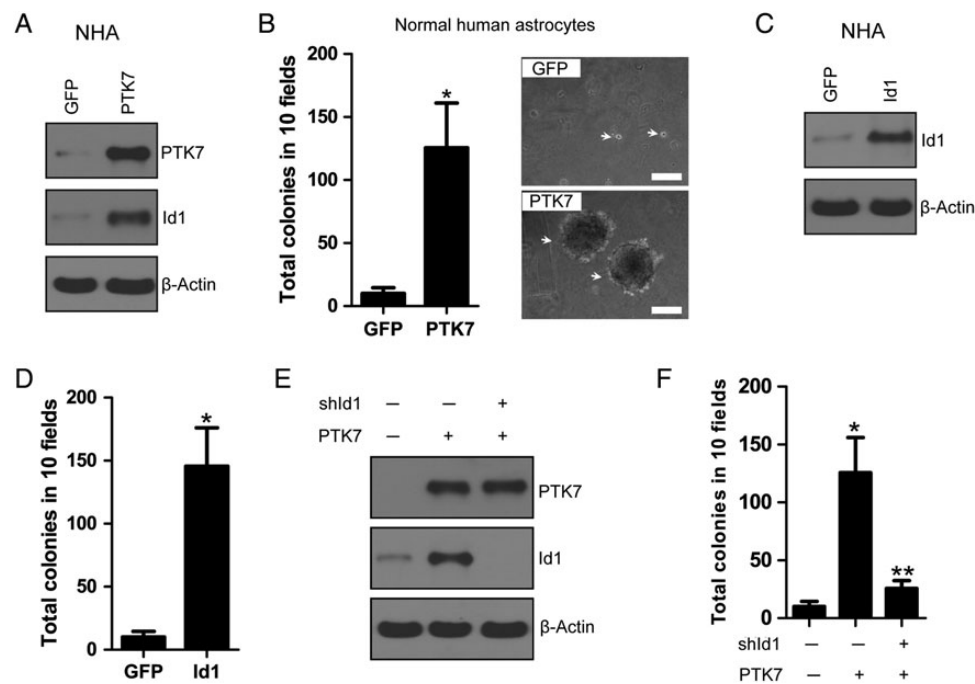 A
NHA
GFP
PTK7
PTK7
Id1
β-Actin
B
Normal human astrocytes
Total colonies in 10 fields
200
150
100
50
0
*
GFP
PTK7
GFP
PTK7
C
NHA
GFP
Id1
Id1
β-Actin
D
Total colonies in 10 fields
200
150
100
50
0
*
GFP
Id1
E
shId1 — — +
PTK7 — + +
PTK7
Id1
β-Actin
F
Total colonies in 10 fields
200
150
100
50
0
*
**
shId1 — — +
PTK7 — + +